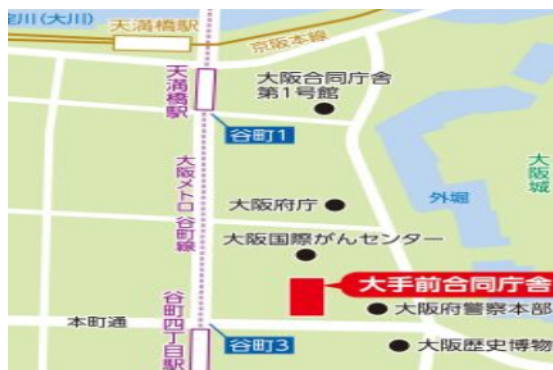 淀川(大川)
天満橋駅
京阪本線
天満橋駅
大阪合同庁舎
第1号館
谷町1
大阪メトロ 谷町線
大阪城
外堀
大阪府庁
大阪国際がんセンター
大手前合同庁舎
大阪府警察本部
本町通
谷町四丁目駅
谷町3
大阪歴史博物